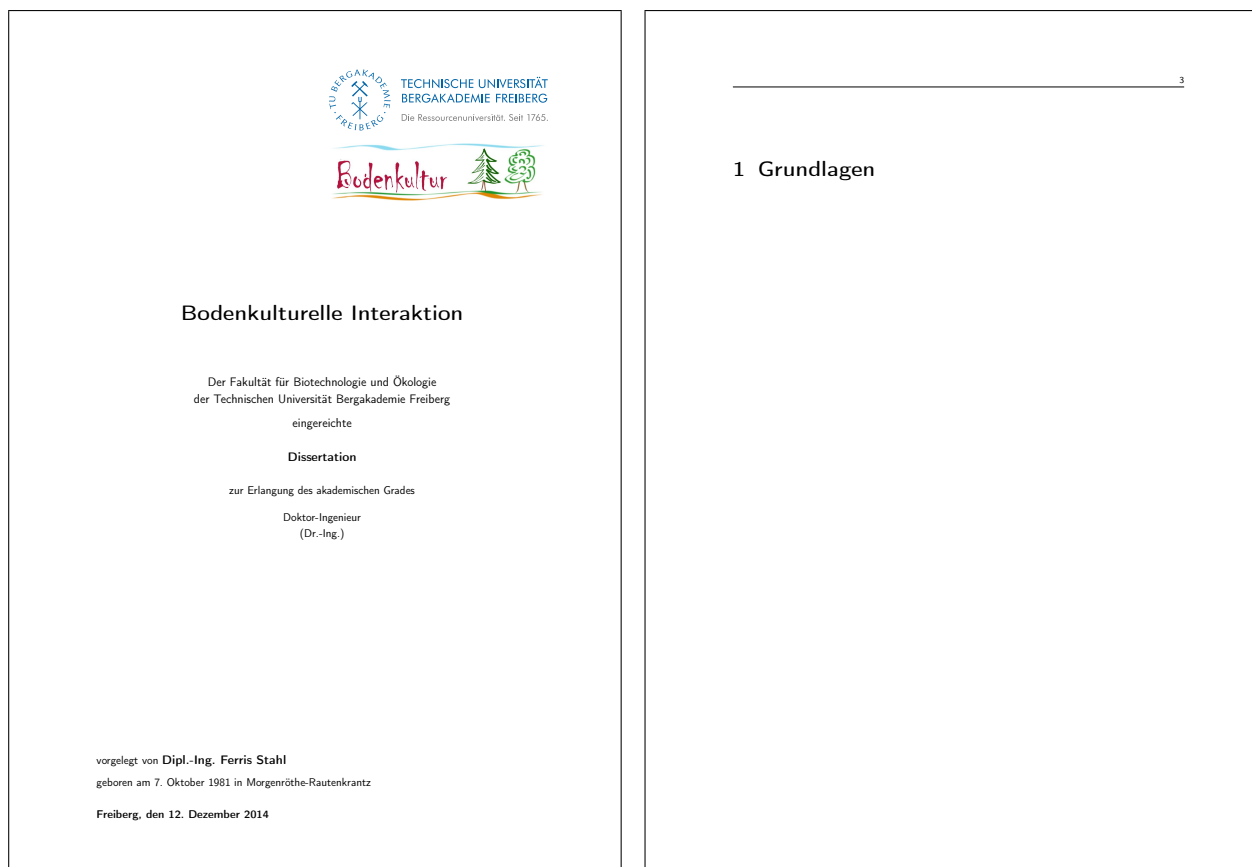 TU BERGAKADEMIE
· FREIBERG ·
TECHNISCHE UNIVERSITÄT
BERGAKADEMIE FREIBERG
Die Ressourcenuniversität. Seit 1765.
Bodenkultur
Bodenkulturelle Interaktion
Der Fakultät für Biotechnologie und Ökologie
der Technischen Universität Bergakademie Freiberg
eingereichte
Dissertation
zur Erlangung des akademischen Grades
Doktor-Ingenieur
(Dr.-Ing.)
vorgelegt von Dipl.-Ing. Ferris Stahl
geboren am 7. Oktober 1981 in Morgenröthe-Rautenkrantz
Freiberg, den 12. Dezember 2014
3
1 Grundlagen